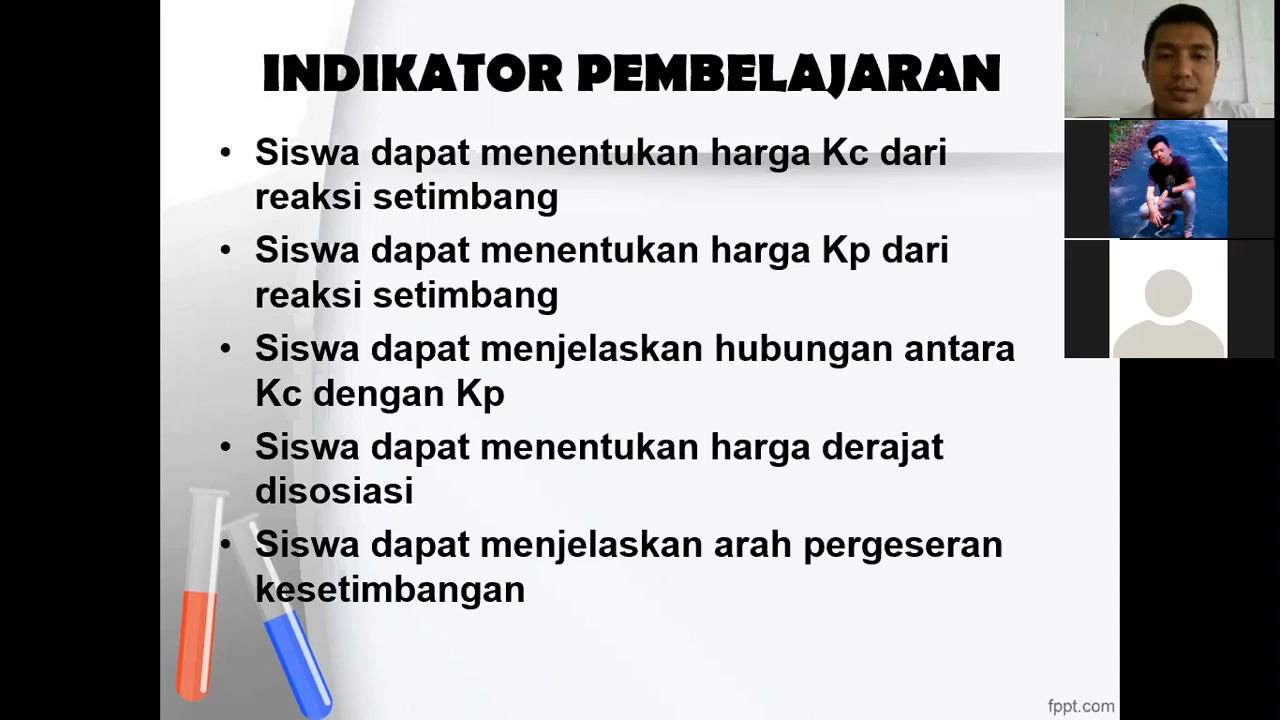 INDIKATOR PEMBELAJARAN
• Siswa dapat menentukan harga Kc dari
reaksi setimbang
• Siswa dapat menentukan harga Kp dari
reaksi setimbang
• Siswa dapat menjelaskan hubungan antara
Kc dengan Kp
• Siswa dapat menentukan harga derajat
disosiasi
• Siswa dapat menjelaskan arah pergeseran
kesetimbangan
fppt.com